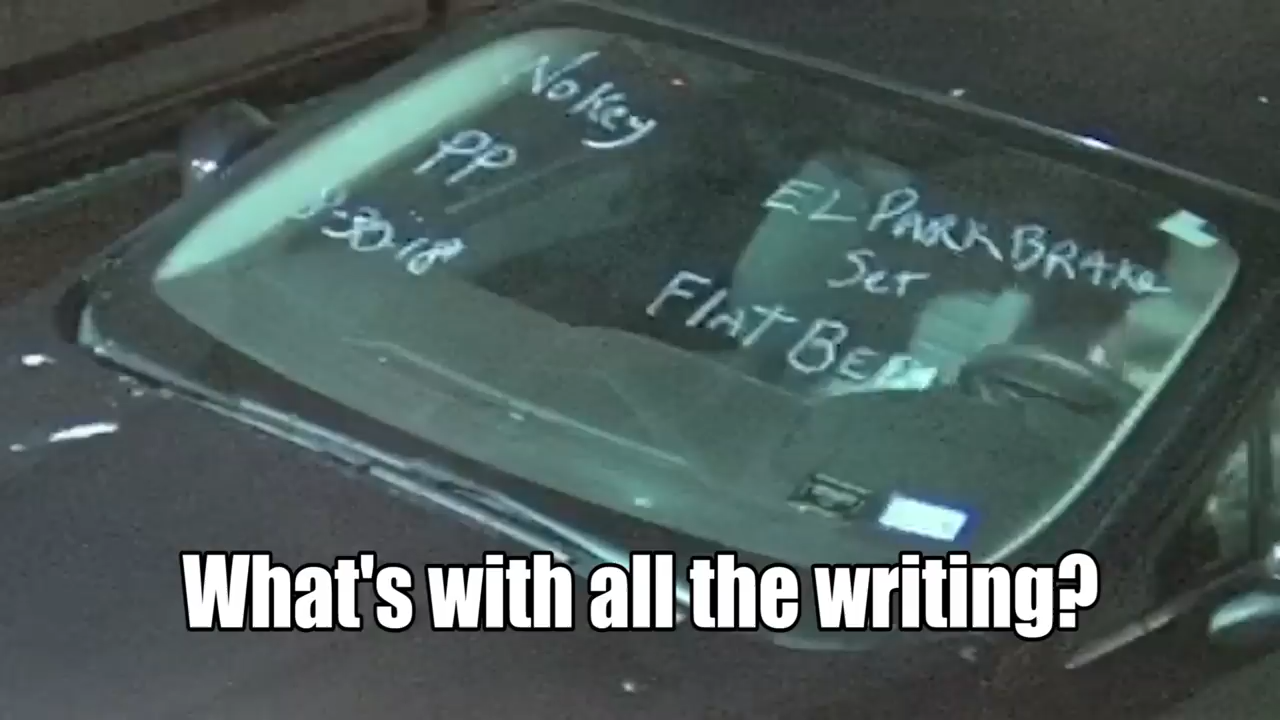 No Key
PP
9-30-18
EL PARK BRAKE
SET
FLAT BED
What's with all the writing?